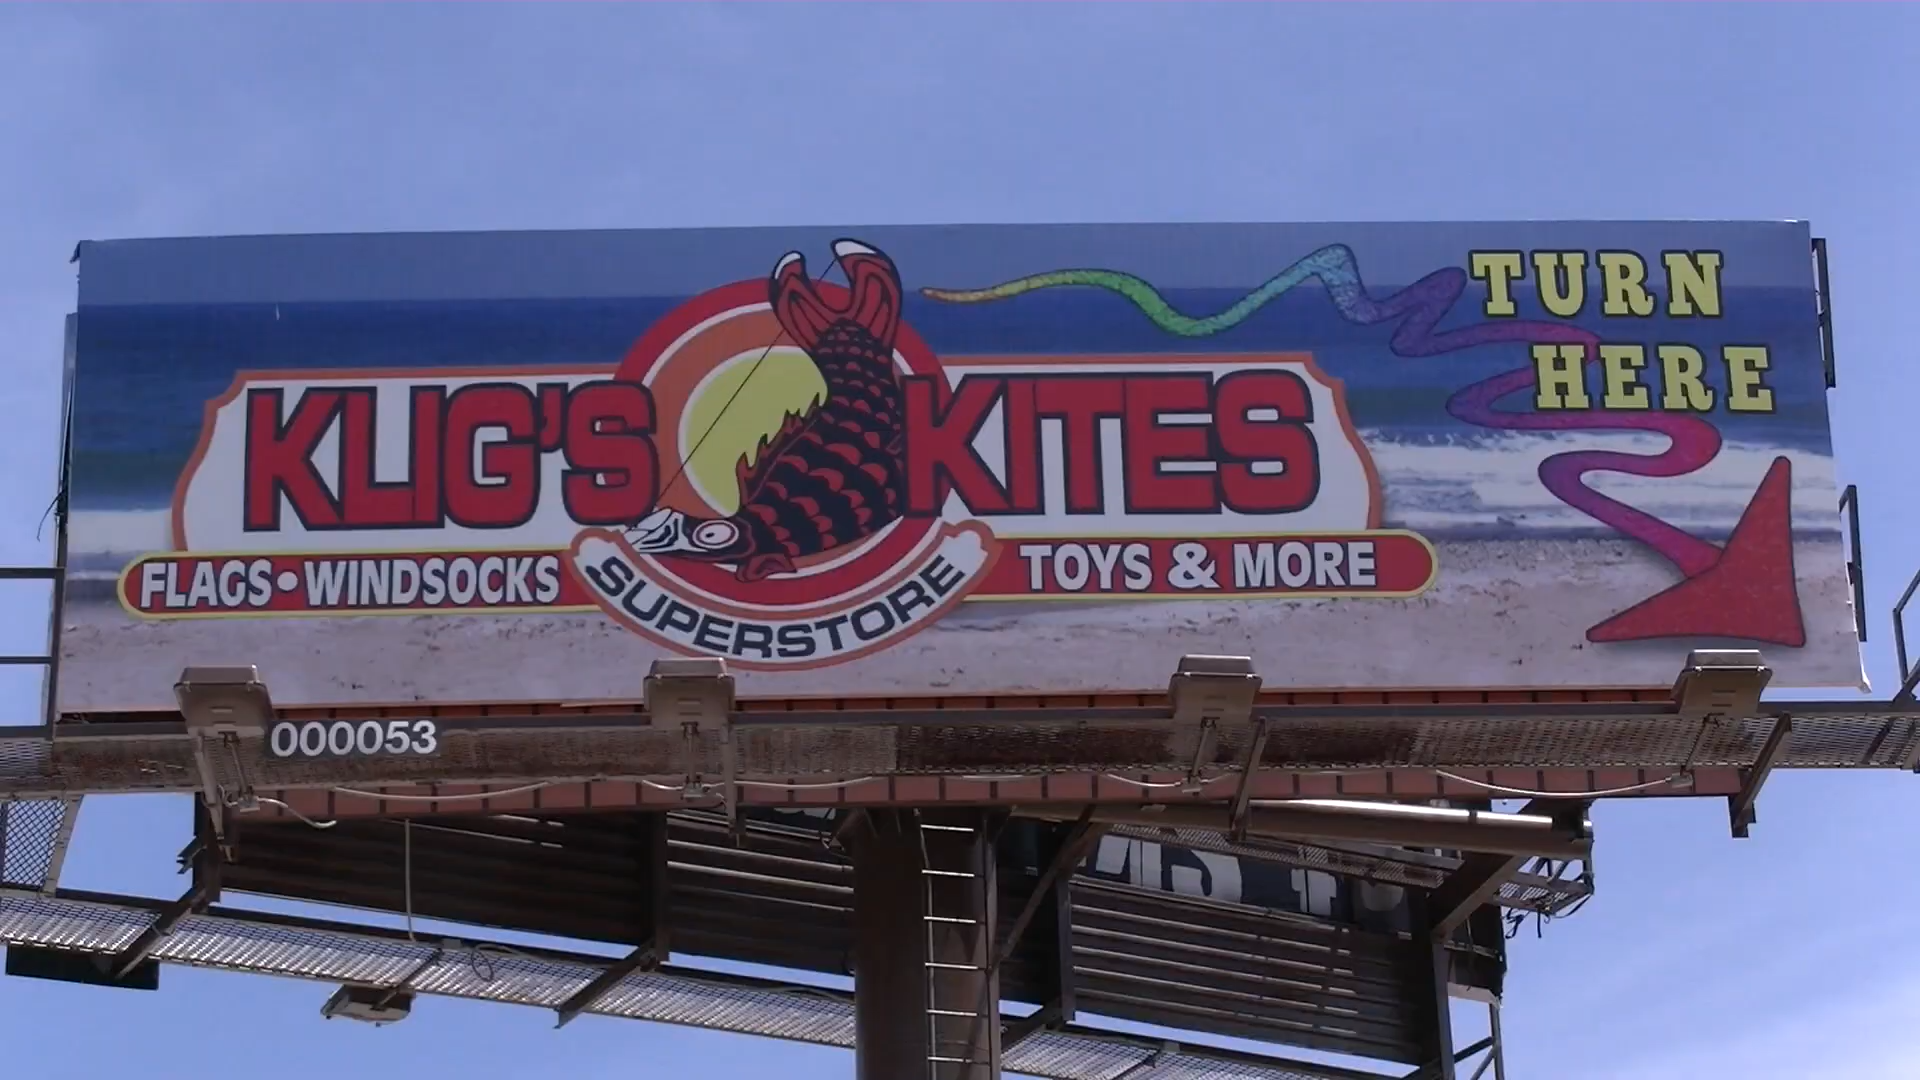 TURN
HERE
KLIG'S KITES
FLAGS • WINDSOCKS
SUPERSTORE
TOYS & MORE
000053